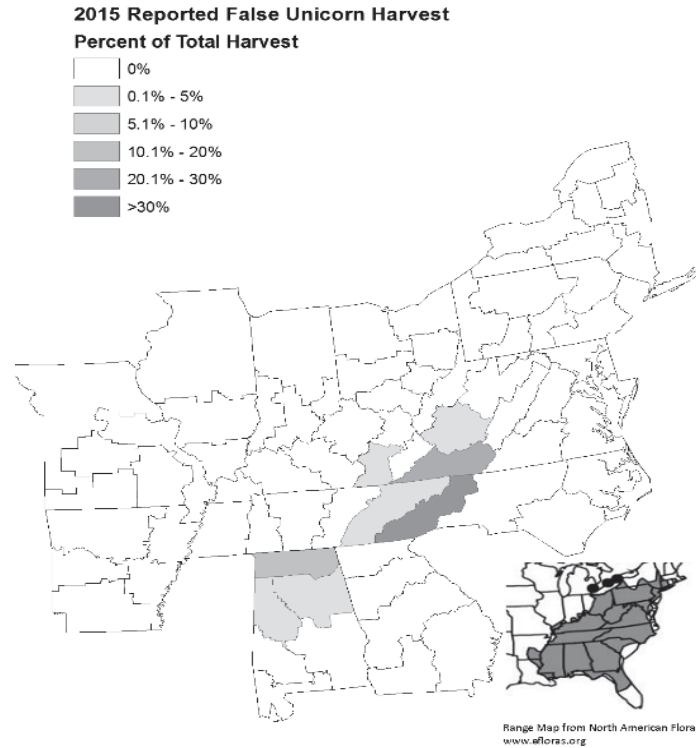 2015 Reported False Unicorn Harvest
Percent of Total Harvest
0%
0.1% - 5%
5.1% - 10%
10.1% - 20%
20.1% - 30%
>30%
Range Map from North American Flora
www.efloras.org